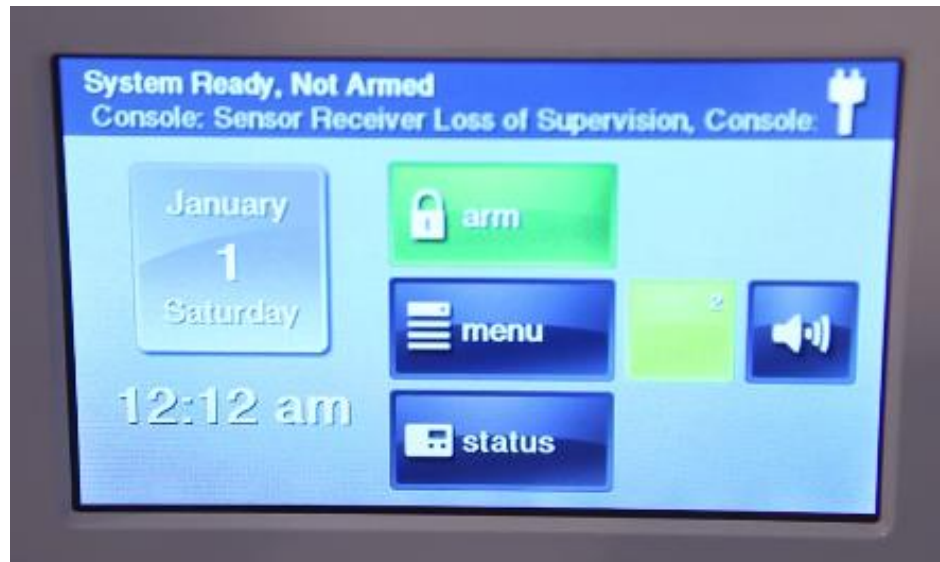 System Ready, Not Armed
Console: Sensor Receiver Loss of Supervision, Console:
January
1
Saturday
12:12 am
arm
menu
2
status